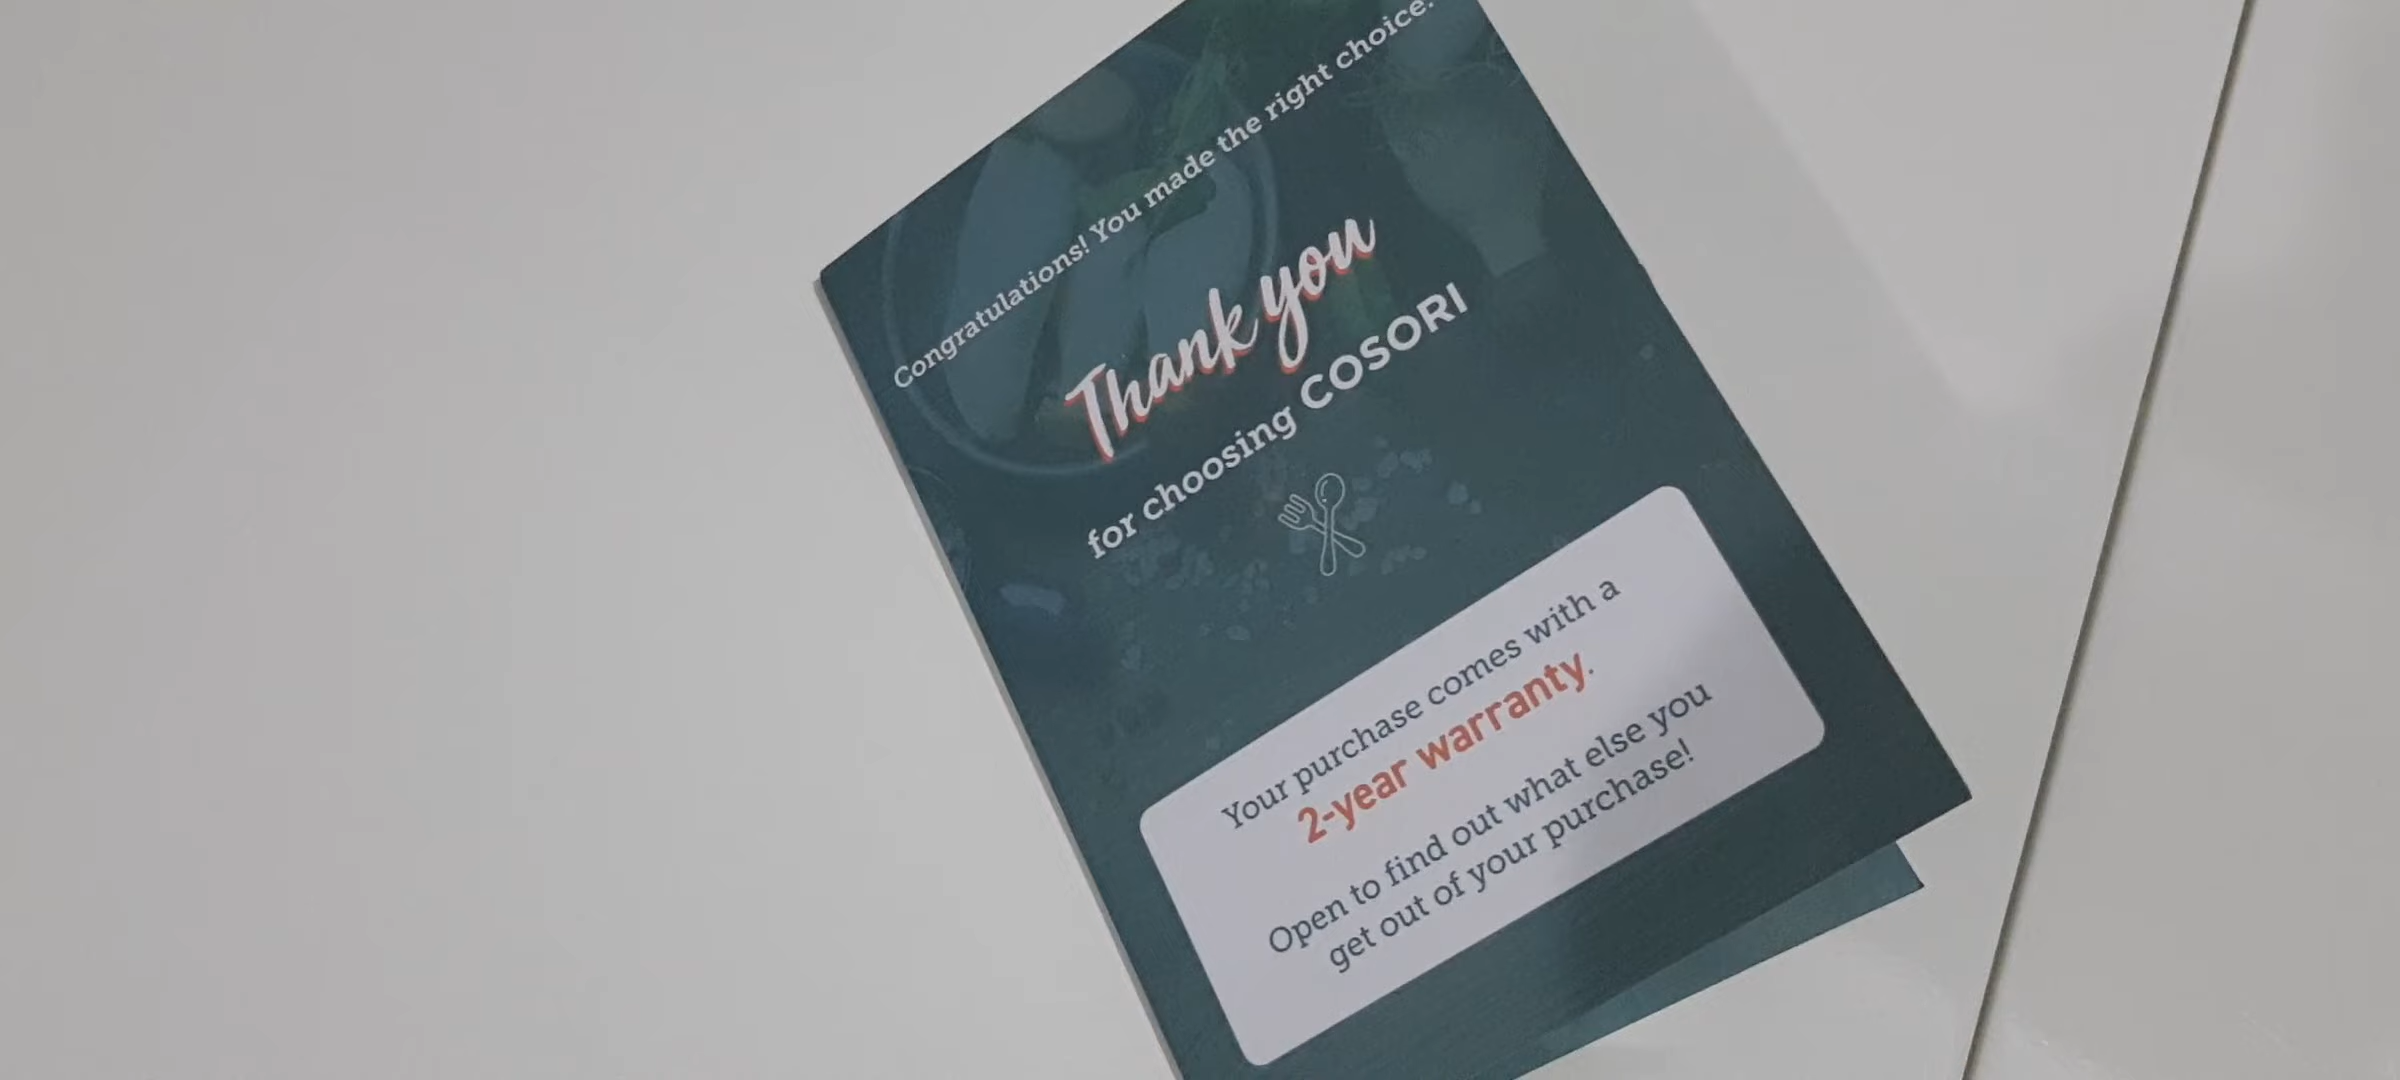 Congratulations! You made the right choice.
Thank you
for choosing COSORI
Your purchase comes with a
2-year warranty.
Open to find out what else you
get out of your purchase!